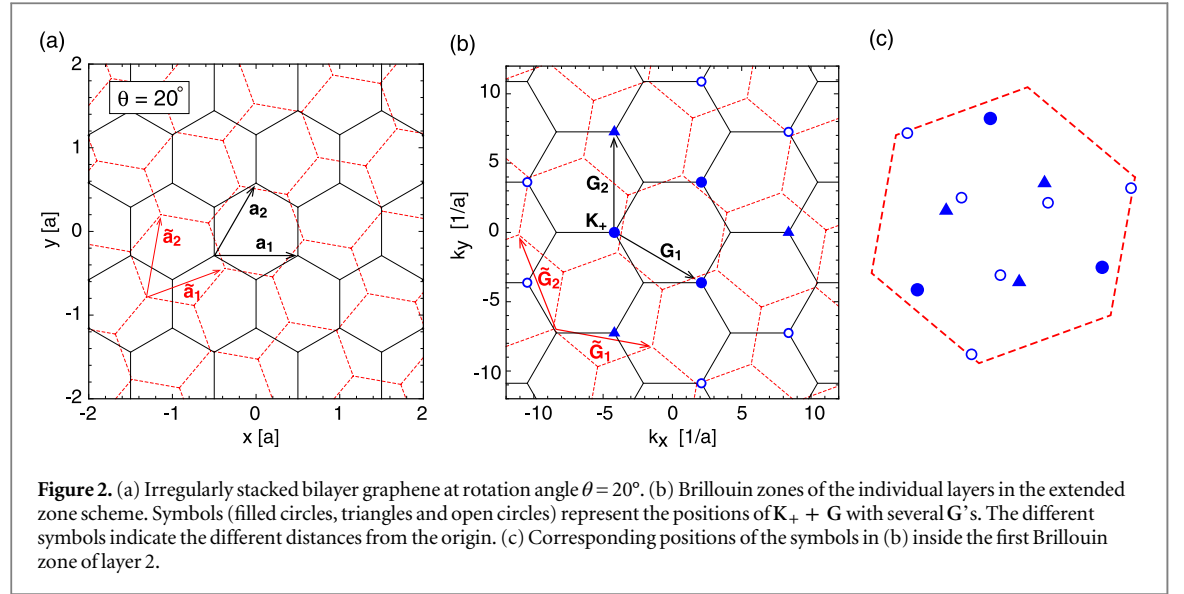 (a)
(b)
(c)
θ = 20°
a₂
a₁
ã₂
ã₁
2
1
0
-1
-2
y [a]
-2
-1
0
1
2
x [a]
G₂
K₊
G₁
G̃₂
G̃₁
10
5
0
-5
-10
ky [1/a]
-10
-5
0
5
10
kx [1/a]
Figure 2. (a) Irregularly stacked bilayer graphene at rotation angle θ = 20°. (b) Brillouin zones of the individual layers in the extended
zone scheme. Symbols (filled circles, triangles and open circles) represent the positions of K₊ + G with several G's. The different
symbols indicate the different distances from the origin. (c) Corresponding positions of the symbols in (b) inside the first Brillouin
zone of layer 2.